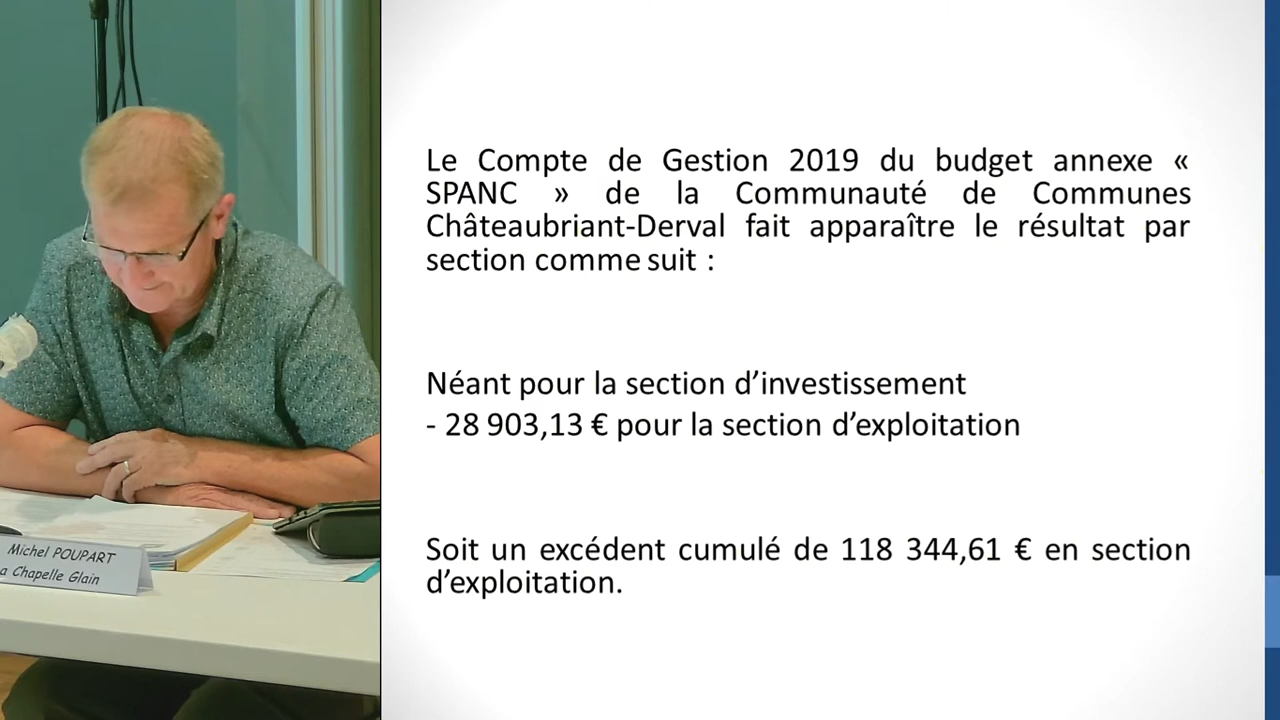 Le Compte de Gestion 2019 du budget annexe «
SPANC » de la Communauté de Communes
Châteaubriant-Derval fait apparaître le résultat par
section comme suit :
Néant pour la section d’investissement
- 28 903,13 € pour la section d’exploitation
Soit un excédent cumulé de 118 344,61 € en section
d’exploitation.
Michel POUPART
a Chapelle Glain